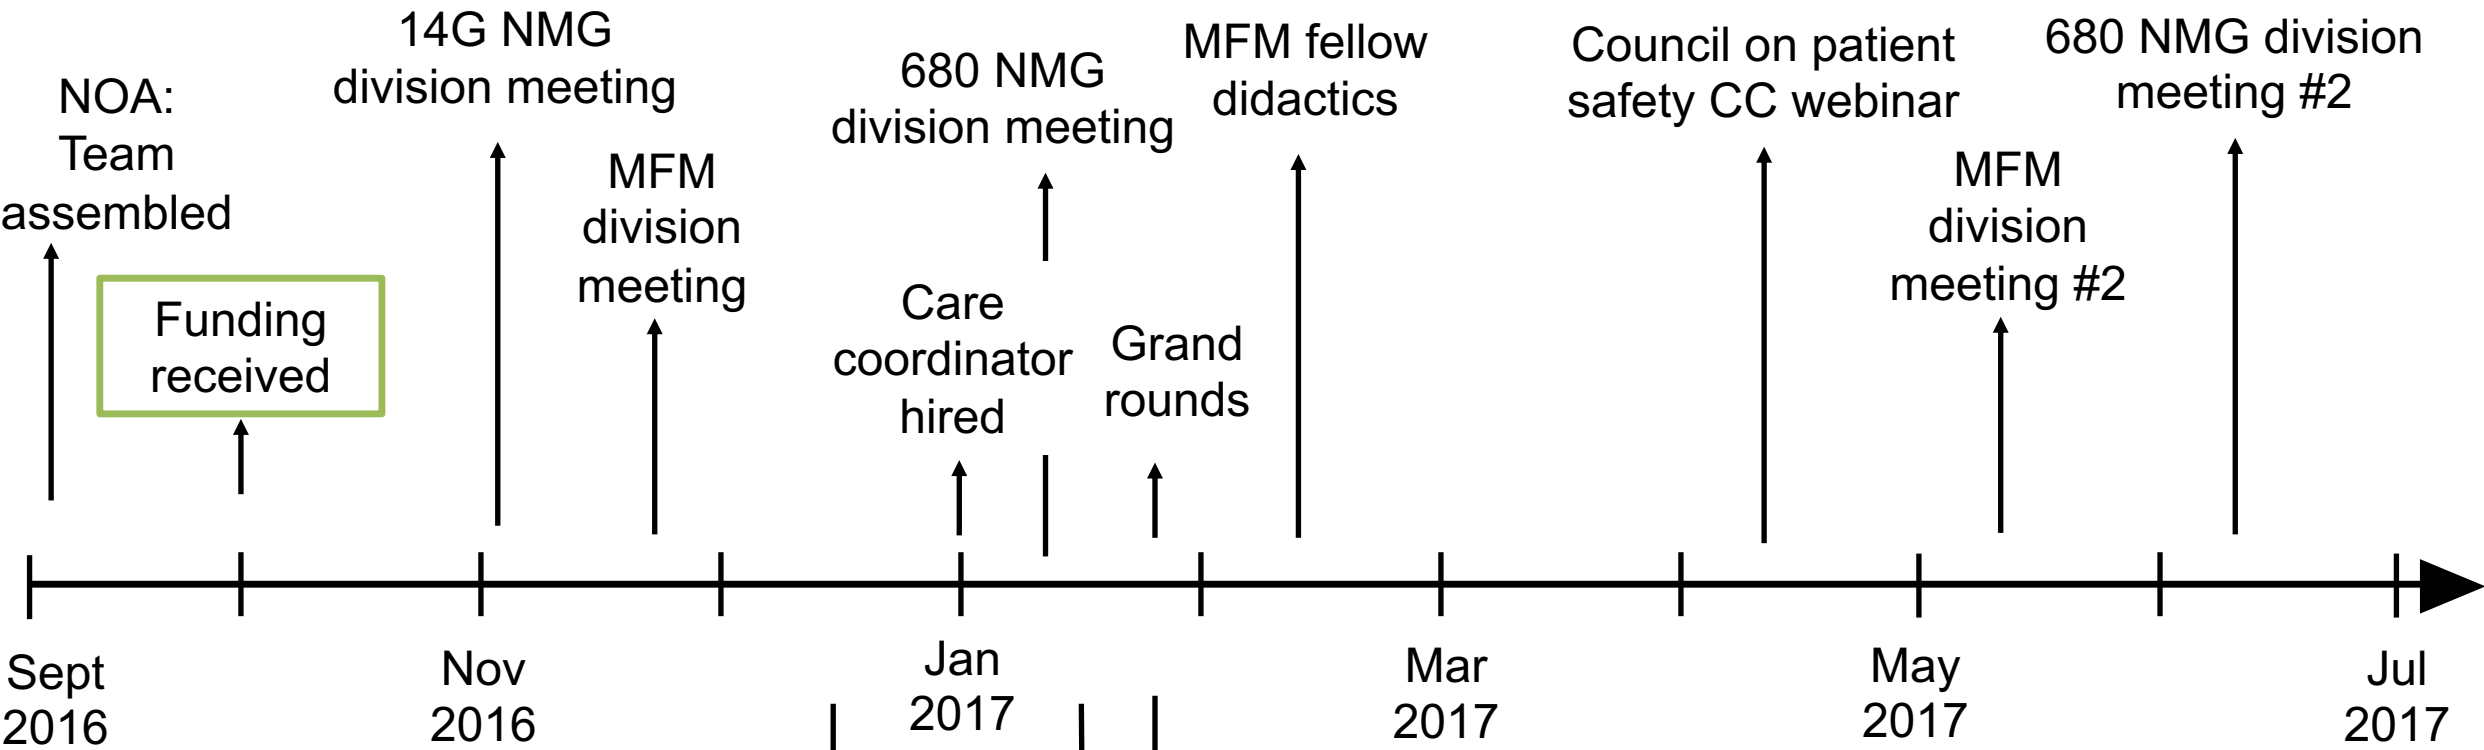 NOA:
Team
assembled
Funding
received
14G NMG
division meeting
MFM
division
meeting
680 NMG
division meeting
Care
coordinator
hired
Grand
rounds
MFM fellow
didactics
Council on patient
safety CC webinar
MFM
division
meeting #2
680 NMG division
meeting #2
Sept
2016
Nov
2016
Jan
2017
Mar
2017
May
2017
Jul
2017